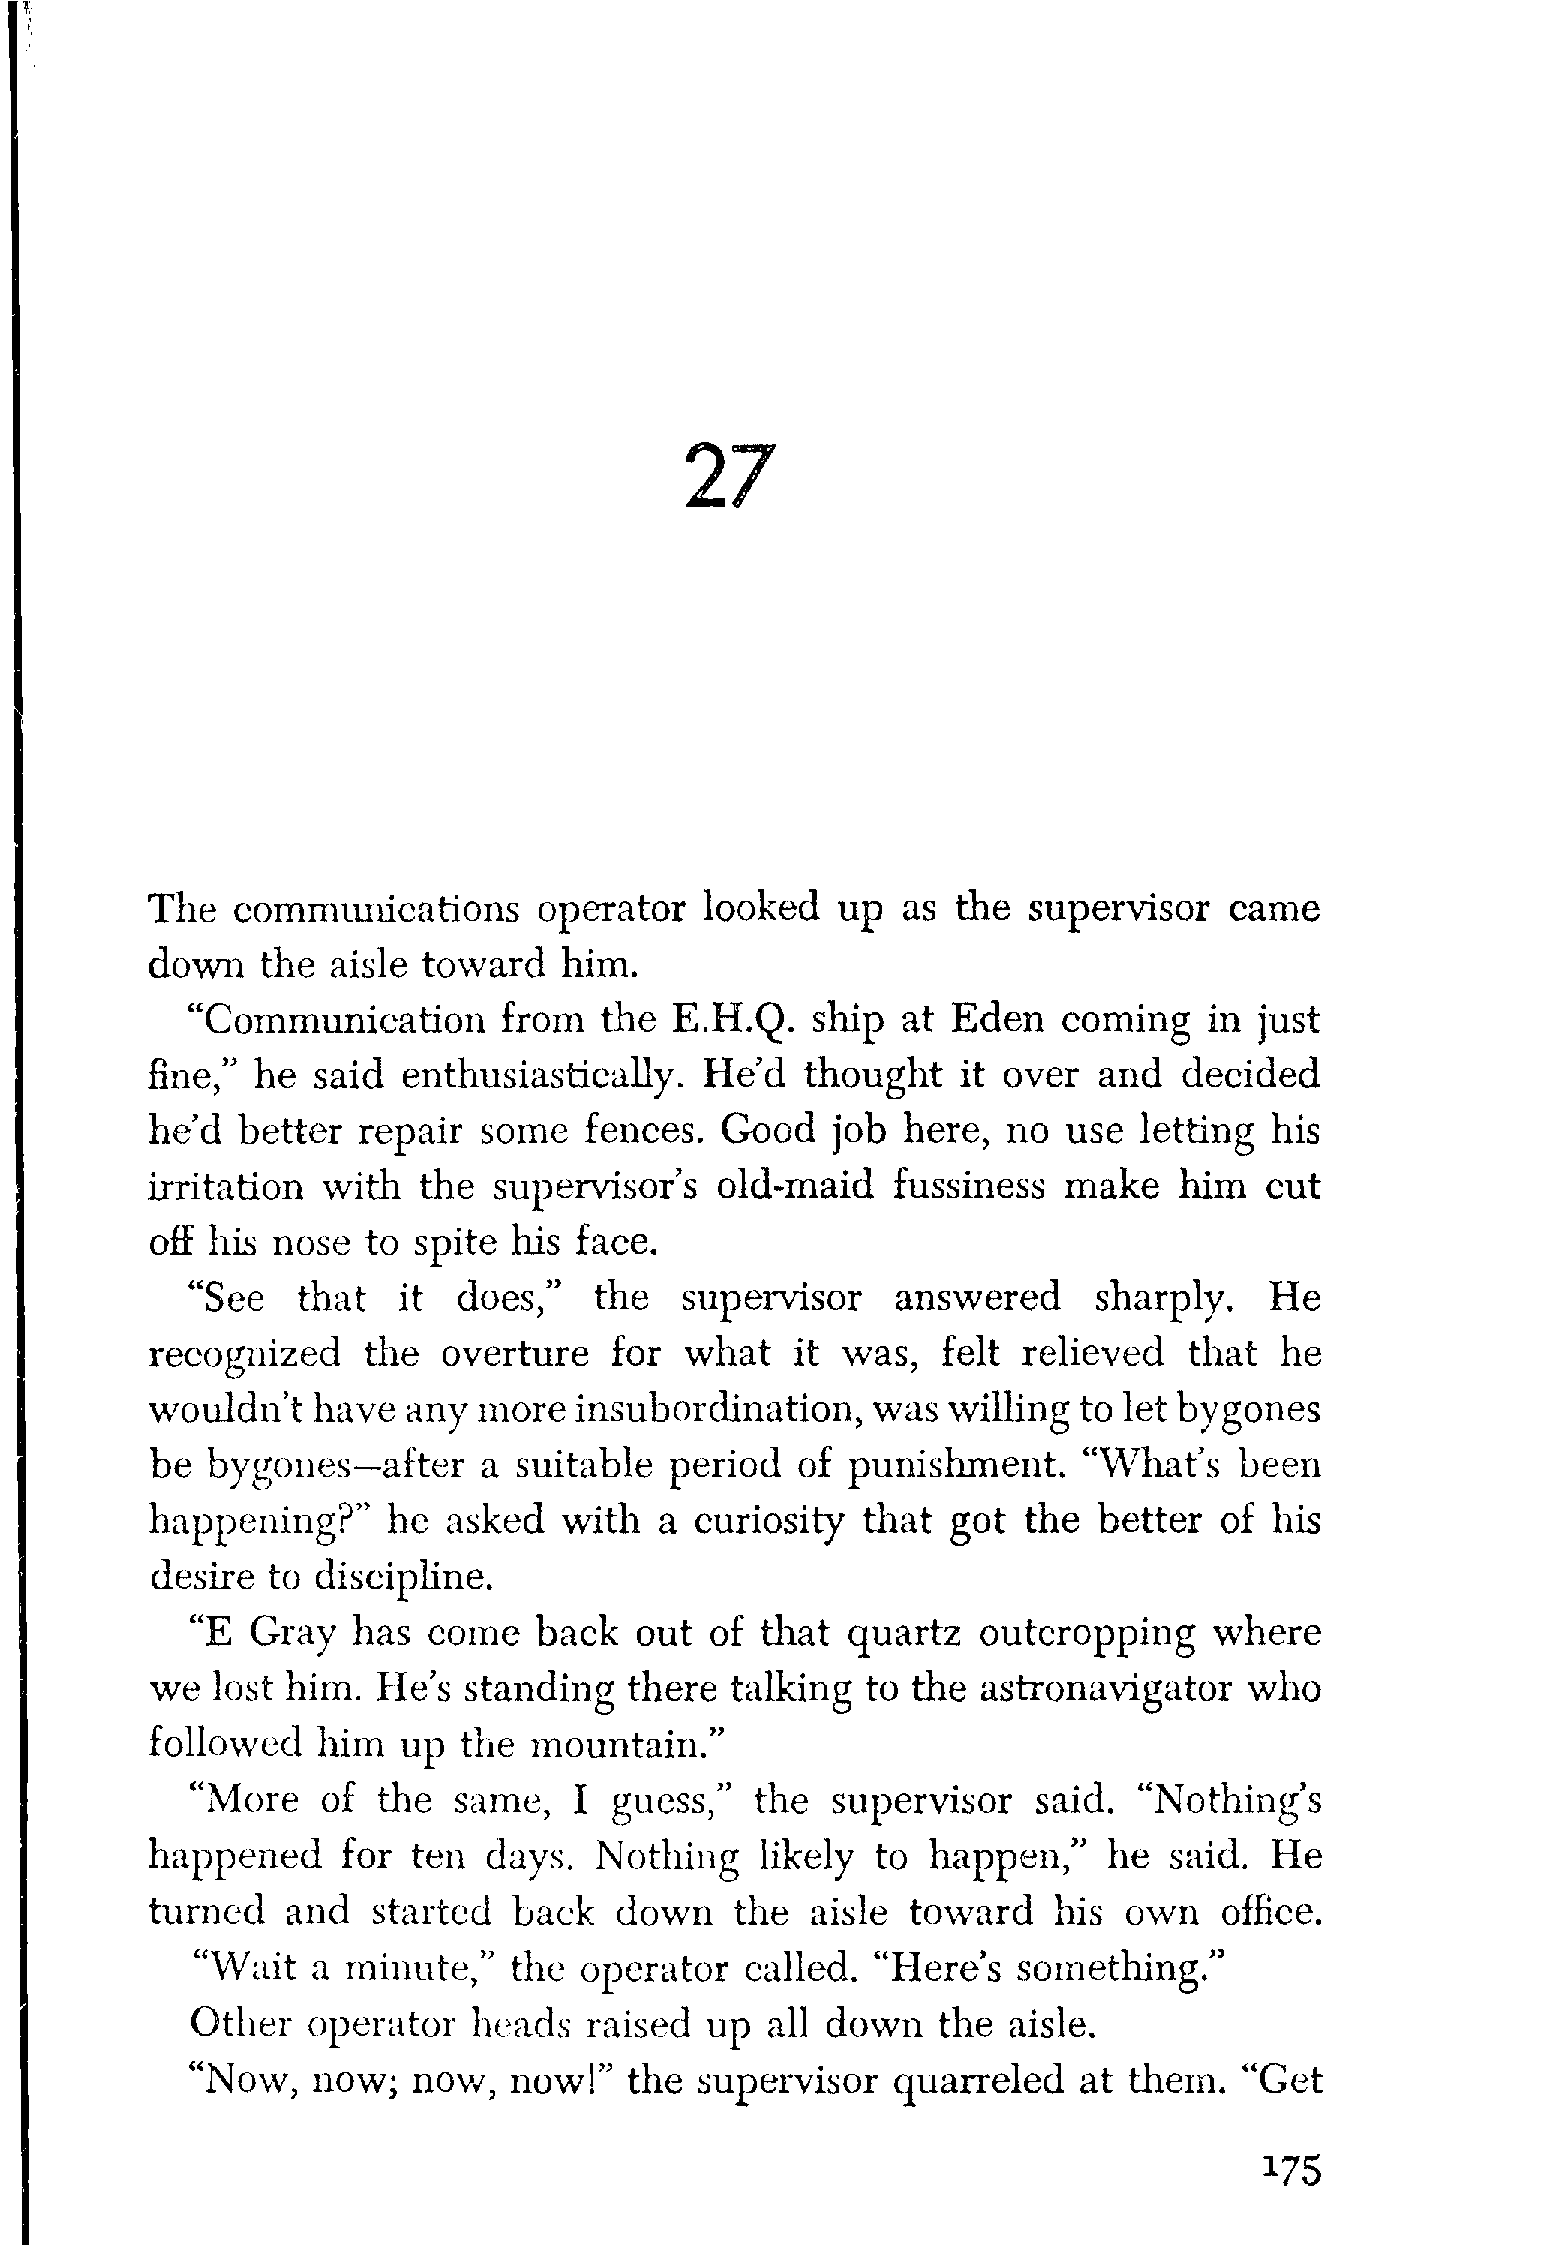 27
The communications operator looked up as the supervisor came
down the aisle toward him.
“Communication from the E.H.Q. ship at Eden coming in just
fine,” he said enthusiastically. He’d thought it over and decided
he’d better repair some fences. Good job here, no use letting his
irritation with the supervisor’s old-maid fussiness make him cut
off his nose to spite his face.
“See that it does,” the supervisor answered sharply. He
recognized the overture for what it was, felt relieved that he
wouldn’t have any more insubordination, was willing to let bygones
be bygones—after a suitable period of punishment. “What’s been
happening?” he asked with a curiosity that got the better of his
desire to discipline.
“E Gray has come back out of that quartz outcropping where
we lost him. He’s standing there talking to the astronavigator who
followed him up the mountain.”
“More of the same, I guess,” the supervisor said. “Nothing’s
happened for ten days. Nothing likely to happen,” he said. He
turned and started back down the aisle toward his own office.
“Wait a minute,” the operator called. “Here’s something.”
Other operator heads raised up all down the aisle.
“Now, now; now, now!” the supervisor quarreled at them. “Get
175